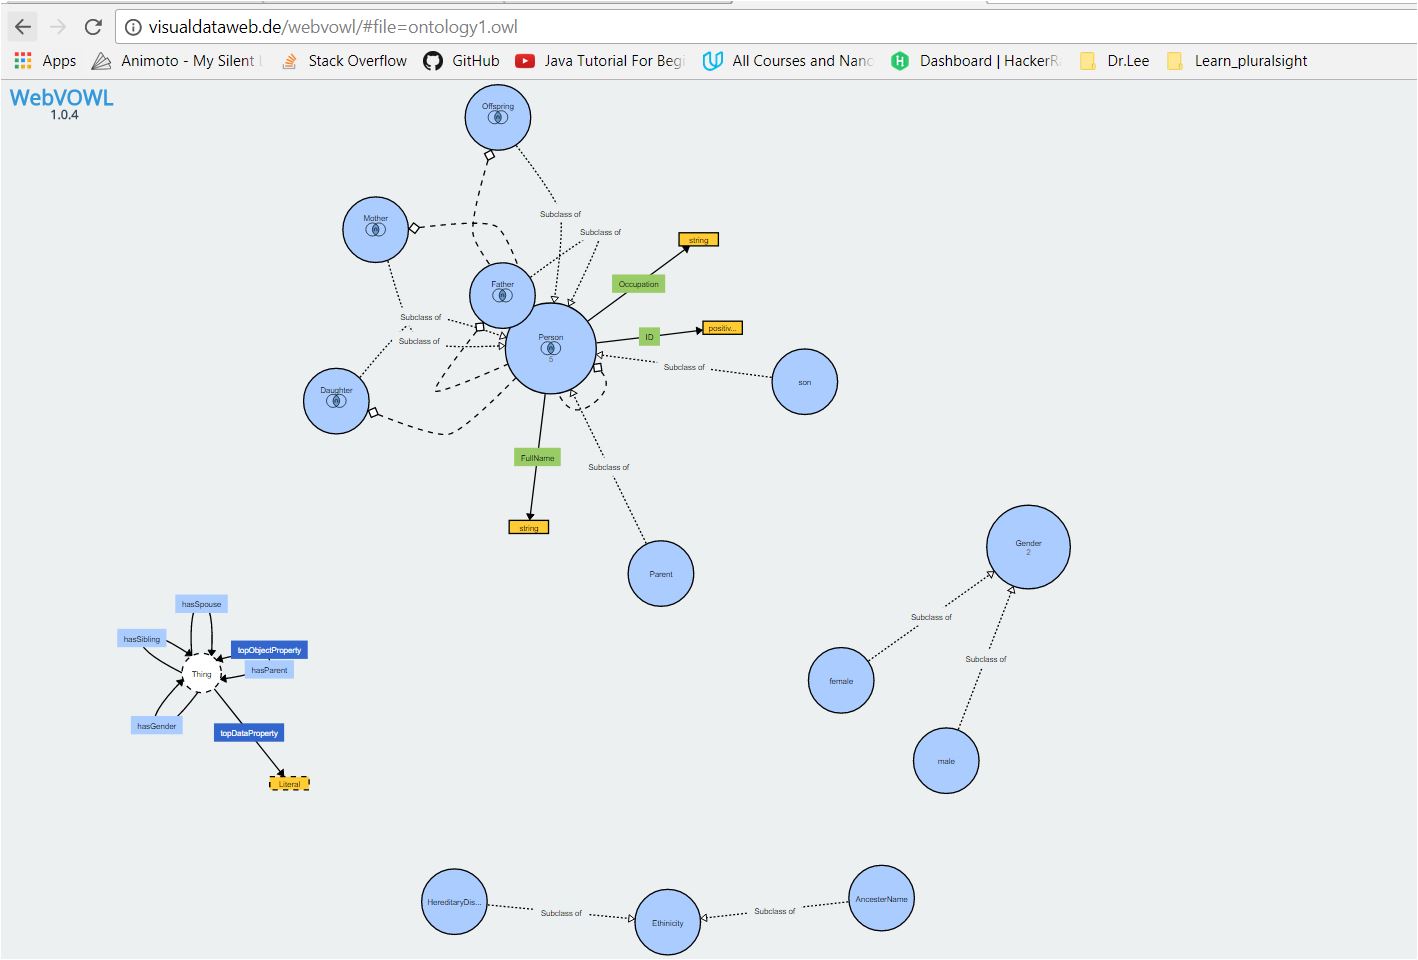 visualdataweb.de/webvowl/#file=ontology1.owl
Apps
Animoto - My Silent
Stack Overflow
GitHub
Java Tutorial For Begi
All Courses and Nano
Dashboard | HackerR
Dr.Lee
Learn_pluralsight
WebVOWL
1.0.4
Offspring
Mother
Subclass of
Subclass of
string
Father
Occupation
Subclass of
Subclass of
Person
5
ID
positiv...
Subclass of
son
Daughter
FullName
Subclass of
string
Parent
Gender
2
hasSpouse
hasSibling
topObjectProperty
Thing
hasParent
hasGender
topDataProperty
Literal
Subclass of
Subclass of
female
male
HereditaryDis...
Subclass of
Ethinicity
Subclass of
AncesterName